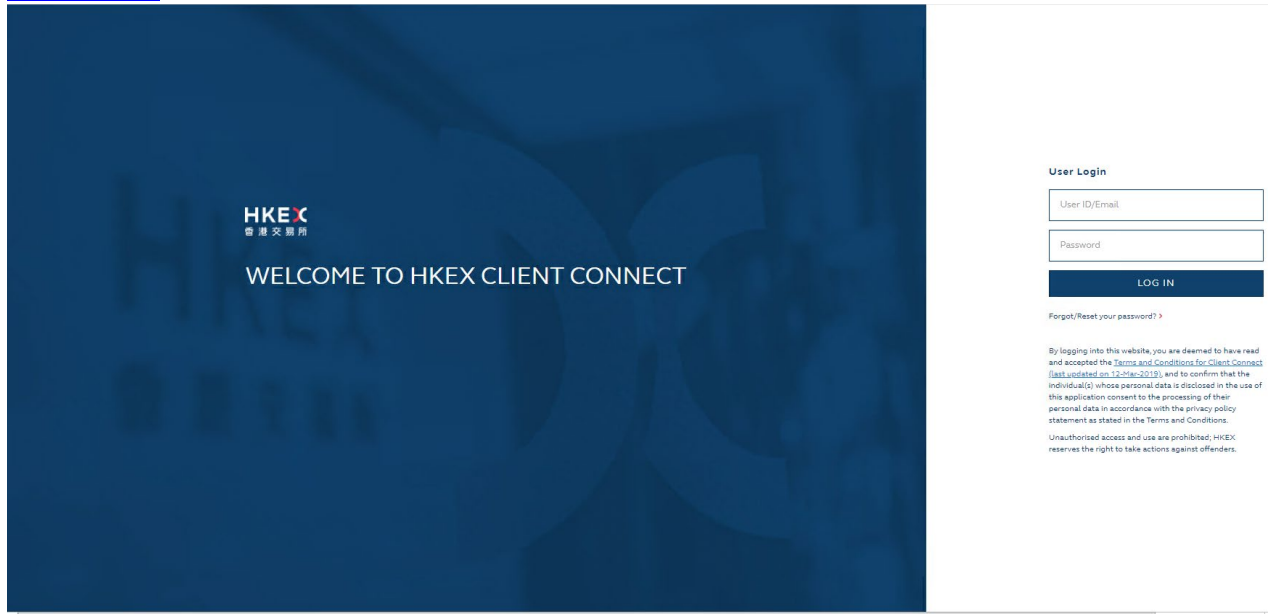 HKEX
香港交易所
WELCOME TO HKEX CLIENT CONNECT
User Login
User ID/Email
Password
LOG IN
Forgot/Reset your password? >
By logging into this website, you are deemed to have read
and accepted the Terms and Conditions for Client Connect
(last updated on 12-Mar-2019), and to confirm that the
individual(s) whose personal data is disclosed in the use of
this application consent to the processing of their
personal data in accordance with the privacy policy
statement as stated in the Terms and Conditions.
Unauthorised access and use are prohibited; HKEX
reserves the right to take actions against offenders.